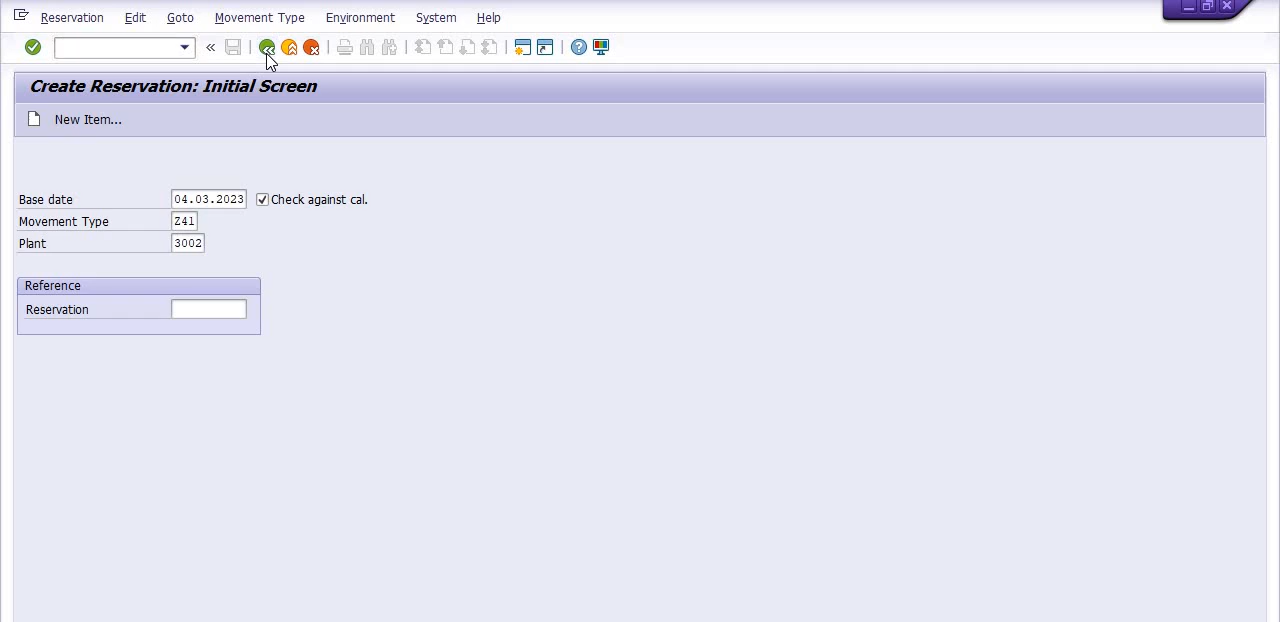 Reservation Edit Goto Movement Type Environment System Help
Create Reservation: Initial Screen
New Item...
Base date 04.03.2023 Check against cal.
Movement Type Z41
Plant 3002
Reference
Reservation